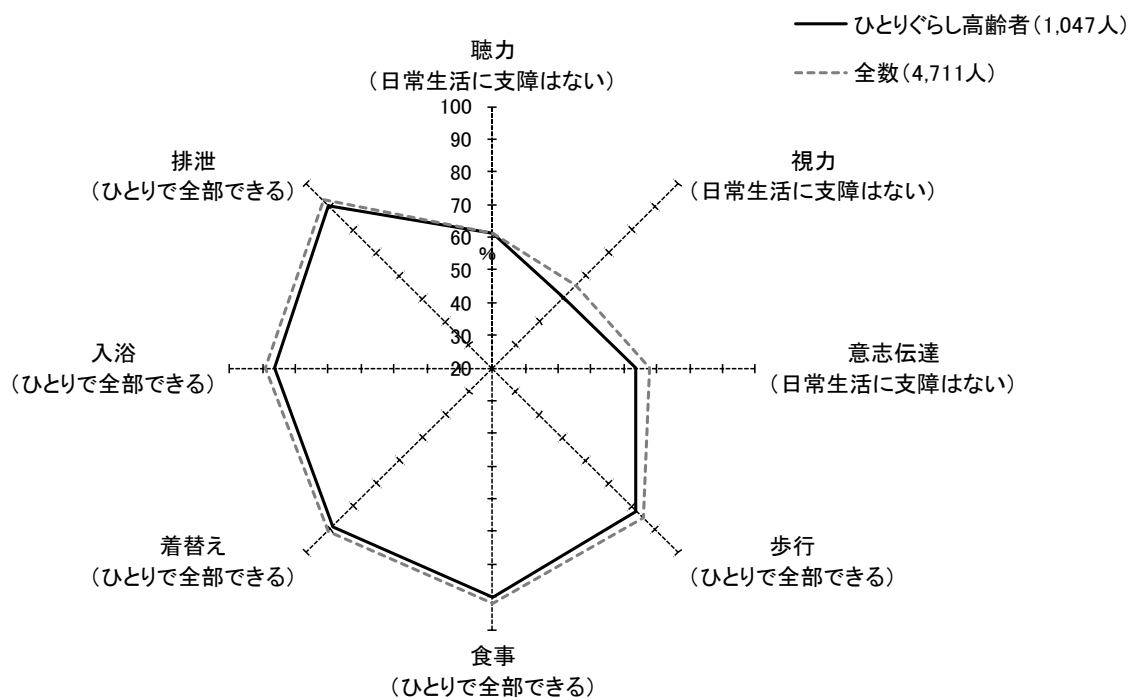 ひとりぐらし高齢者(1,047人)
全数(4,711人)
聴力
(日常生活に支障はない)
視力
(日常生活に支障はない)
意志伝達
(日常生活に支障はない)
歩行
(ひとりで全部できる)
食事
(ひとりで全部できる)
着替え
(ひとりで全部できる)
入浴
(ひとりで全部できる)
排泄
(ひとりで全部できる)
100
90
80
70
60
%
50
40
30
20